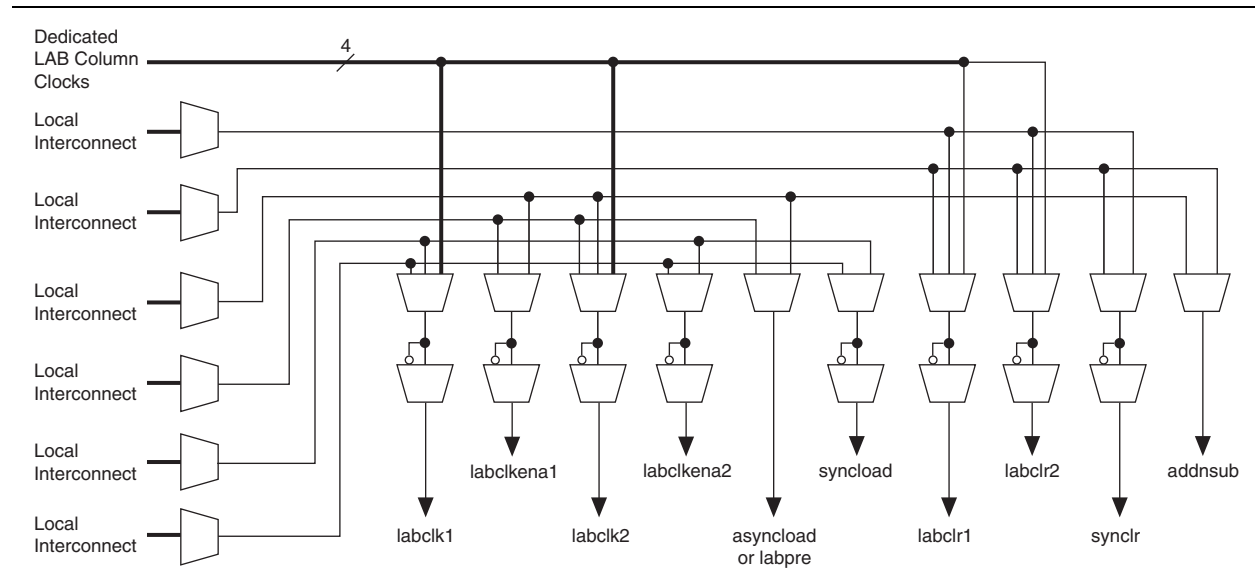 Dedicated
LAB Column
Clocks
4
Local
Interconnect
Local
Interconnect
Local
Interconnect
Local
Interconnect
Local
Interconnect
Local
Interconnect
labclkena1
labclkena2
syncload
labclr2
addnsub
labclk1
labclk2
asyncload
or labpre
labclr1
synclr